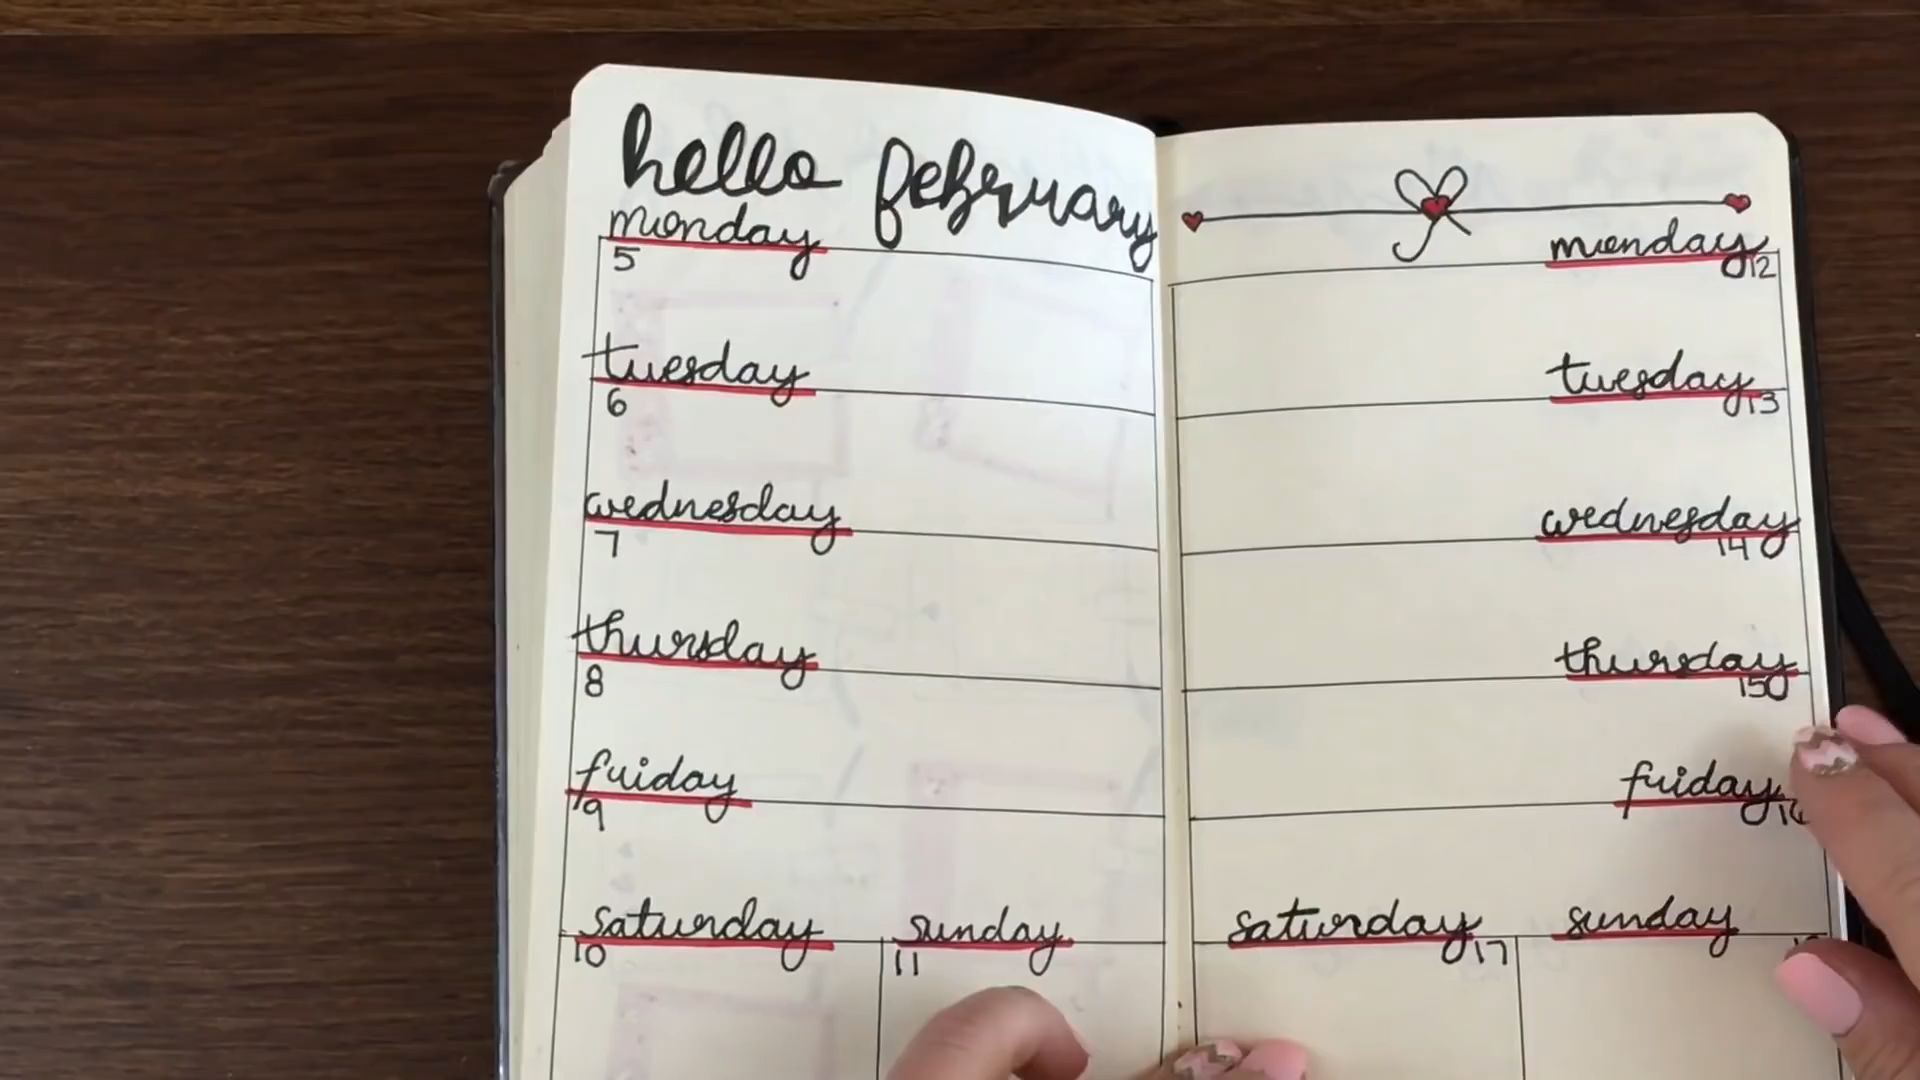 hello february
monday
5
tuesday
6
wednesday
7
thursday
8
friday
9
saturday sunday
10 11
monday
12
tuesday
13
wednesday
14
thursday
15
friday
saturday sunday
17